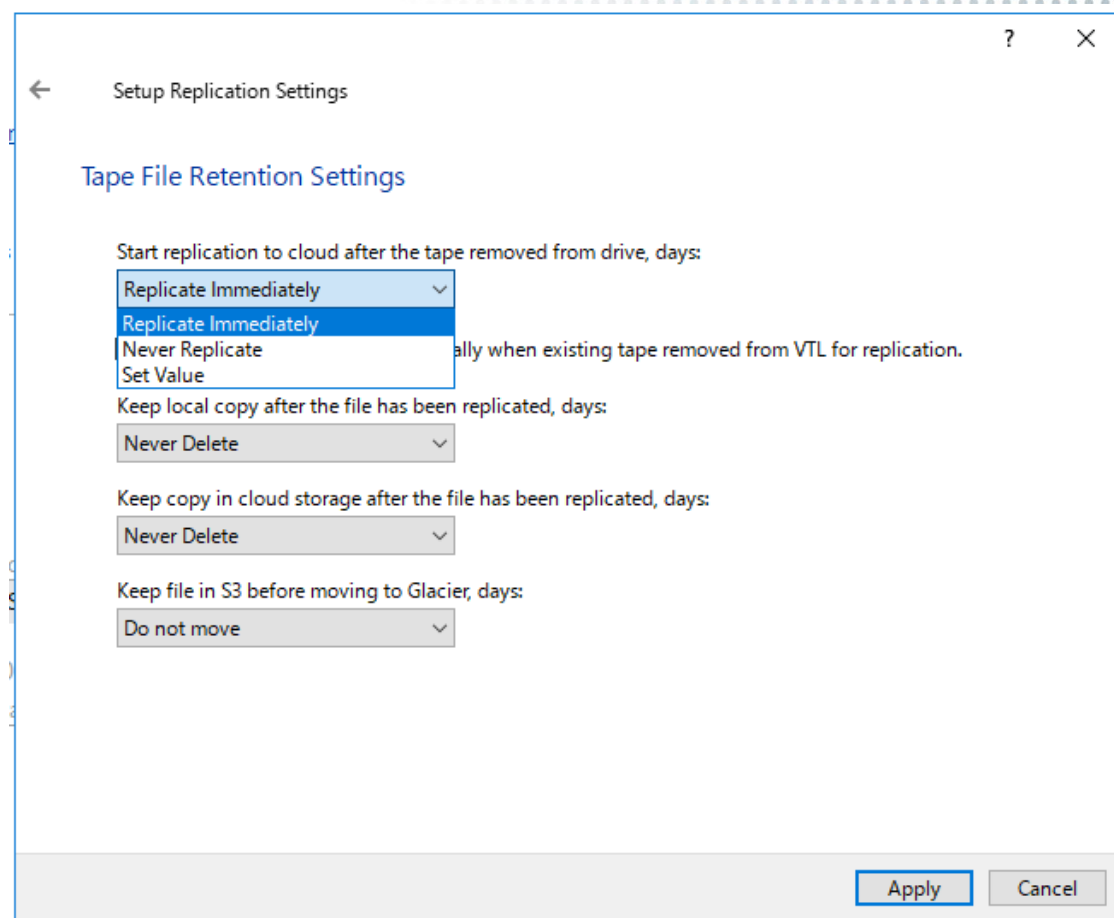 ?
Setup Replication Settings
Tape File Retention Settings
Start replication to cloud after the tape removed from drive, days:
Replicate Immediately
Replicate Immediately
Never Replicate
when existing tape removed from VTL for replication.
Set Value
Keep local copy after the file has been replicated, days:
Never Delete
Keep copy in cloud storage after the file has been replicated, days:
Never Delete
Keep file in S3 before moving to Glacier, days:
Do not move
Apply
Cancel